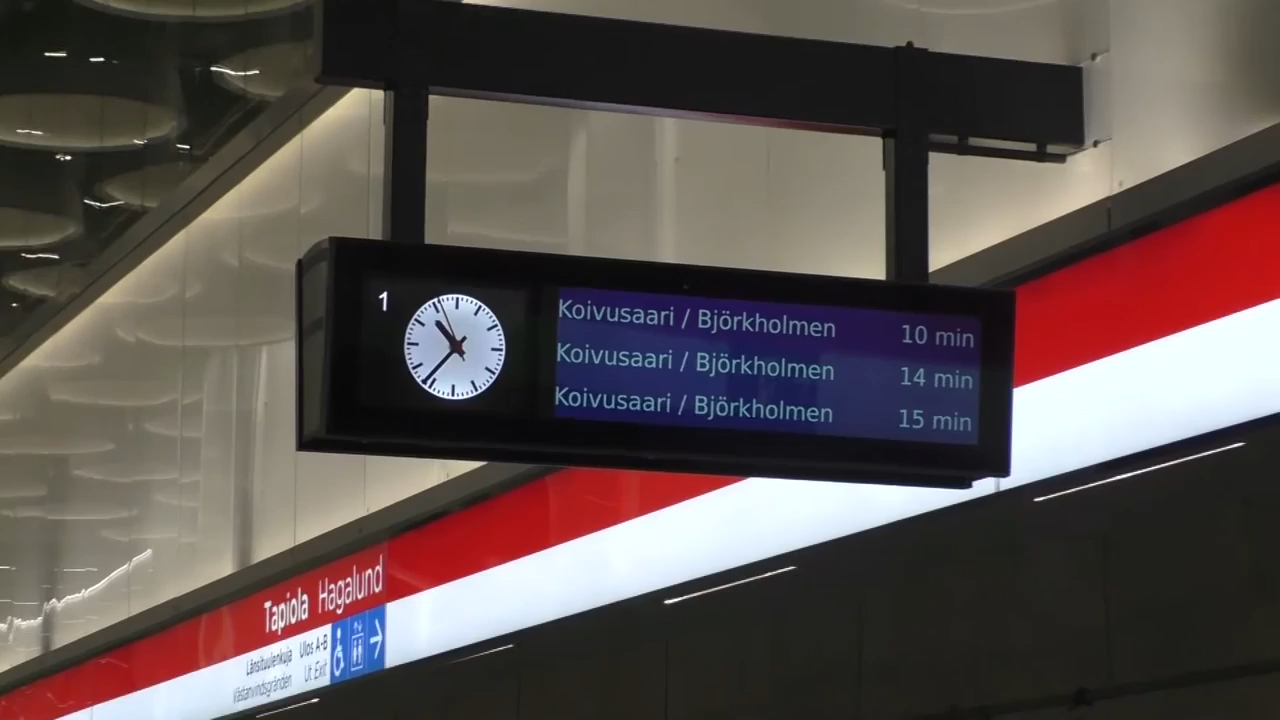 1
Koivusaari / Björkholmen 10 min
Koivusaari / Björkholmen 14 min
Koivusaari / Björkholmen 15 min
Tapiola Hagalund
Länsituulenkuja Ulos A-B
Västanvindsgränden Ut Exit